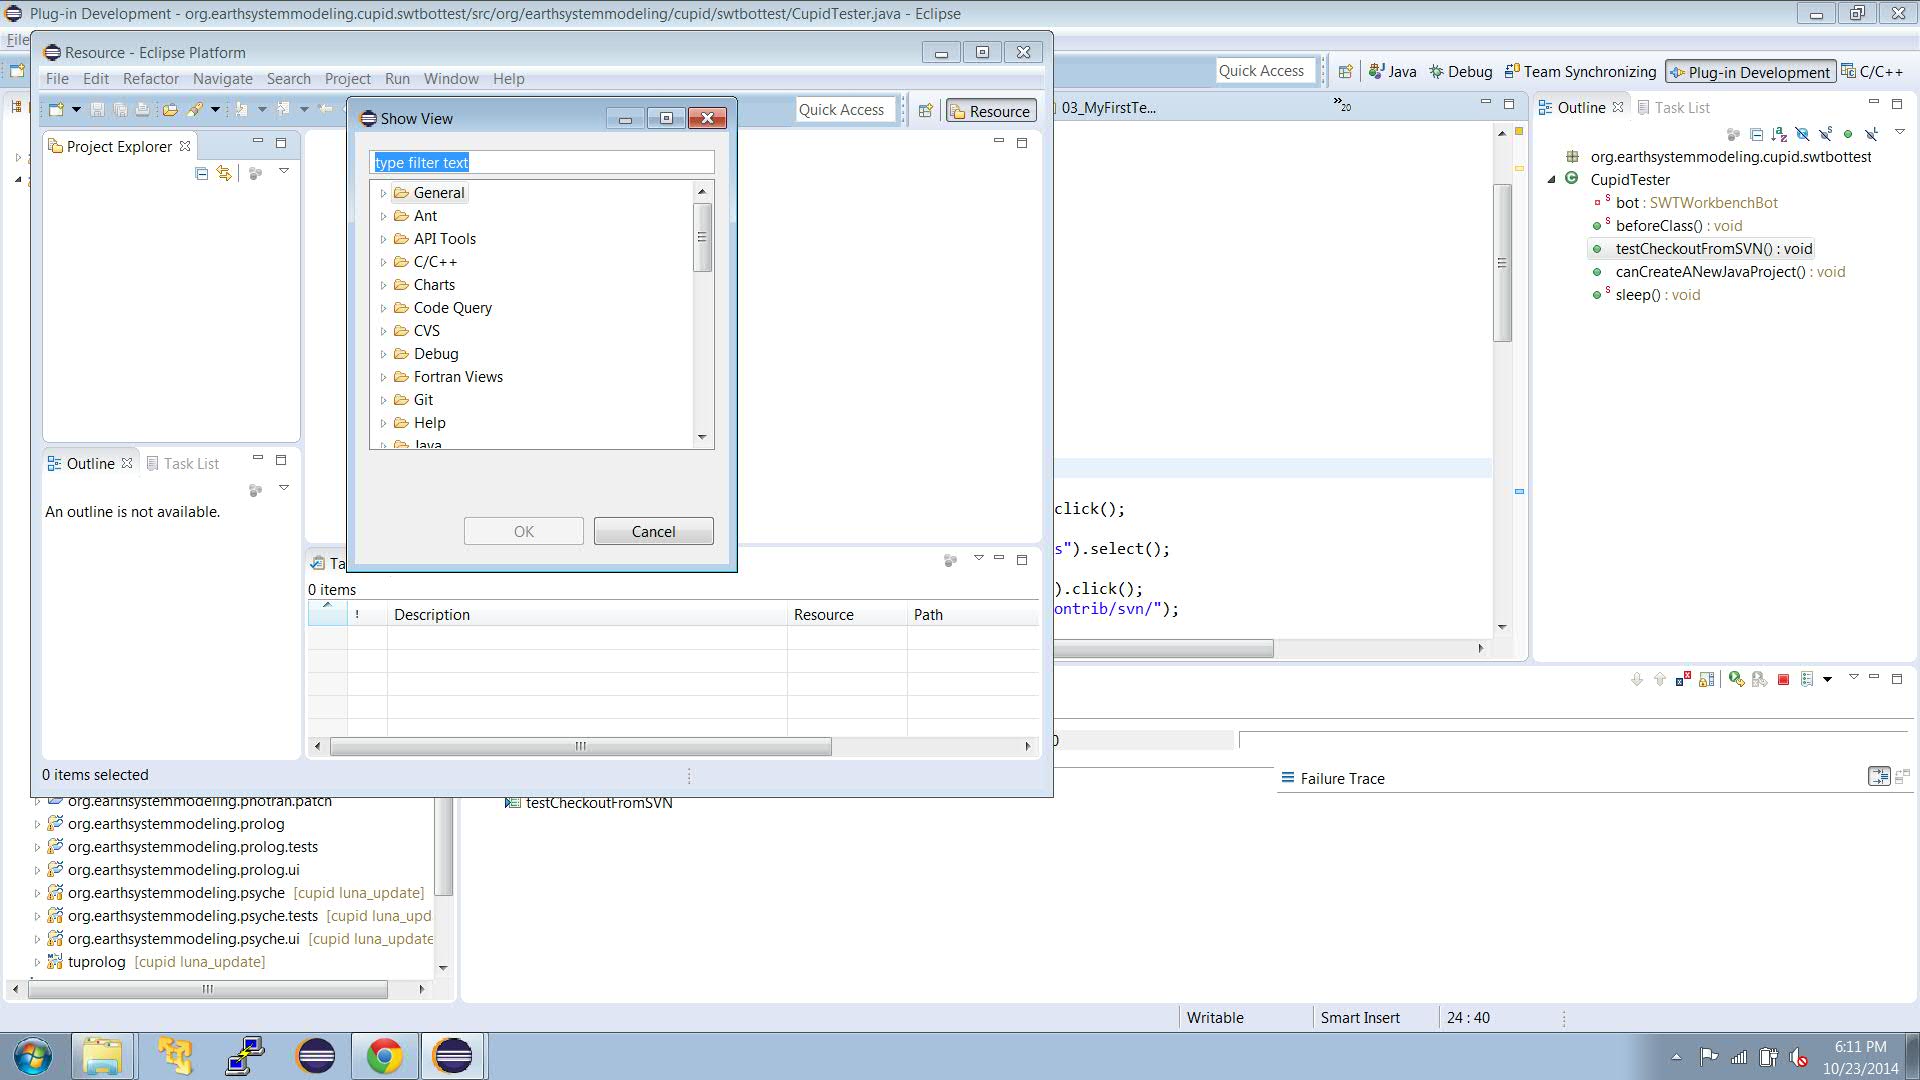 Plug-in Development - org.earthsystemmodeling.cupid.swtbottest/src/org/earthsystemmodeling/cupid/swtbottest/CupidTester.java - Eclipse
File
Resource - Eclipse Platform
File Edit Refactor Navigate Search Project Run Window Help
Quick Access
Resource
Quick Access
Java
Debug
Team Synchronizing
Plug-in Development
C/C++
Project Explorer
Show View
type filter text
General
Ant
API Tools
C/C++
Charts
Code Query
CVS
Debug
Fortran Views
Git
Help
Java
OK
Cancel
03_MyFirstTe...
»20
Outline
Task List
org.earthsystemmodeling.cupid.swtbottest
CupidTester
bot : SWTWorkbenchBot
beforeClass() : void
testCheckoutFromSVN() : void
canCreateANewJavaProject() : void
sleep() : void
Outline
Task List
An outline is not available.
Ta
0 items
! Description Resource Path
0 items selected
click();
s").select();
).click();
ontrib/svn/");
Failure Trace
testCheckoutFromSVN
org.earthsystemmodeling.photran.patch
org.earthsystemmodeling.prolog
org.earthsystemmodeling.prolog.tests
org.earthsystemmodeling.prolog.ui
org.earthsystemmodeling.psyche [cupid luna_update]
org.earthsystemmodeling.psyche.tests [cupid luna_upd
org.earthsystemmodeling.psyche.ui [cupid luna_update
tuprolog [cupid luna_update]
Writable
Smart Insert
24 : 40
6:11 PM
10/23/2014